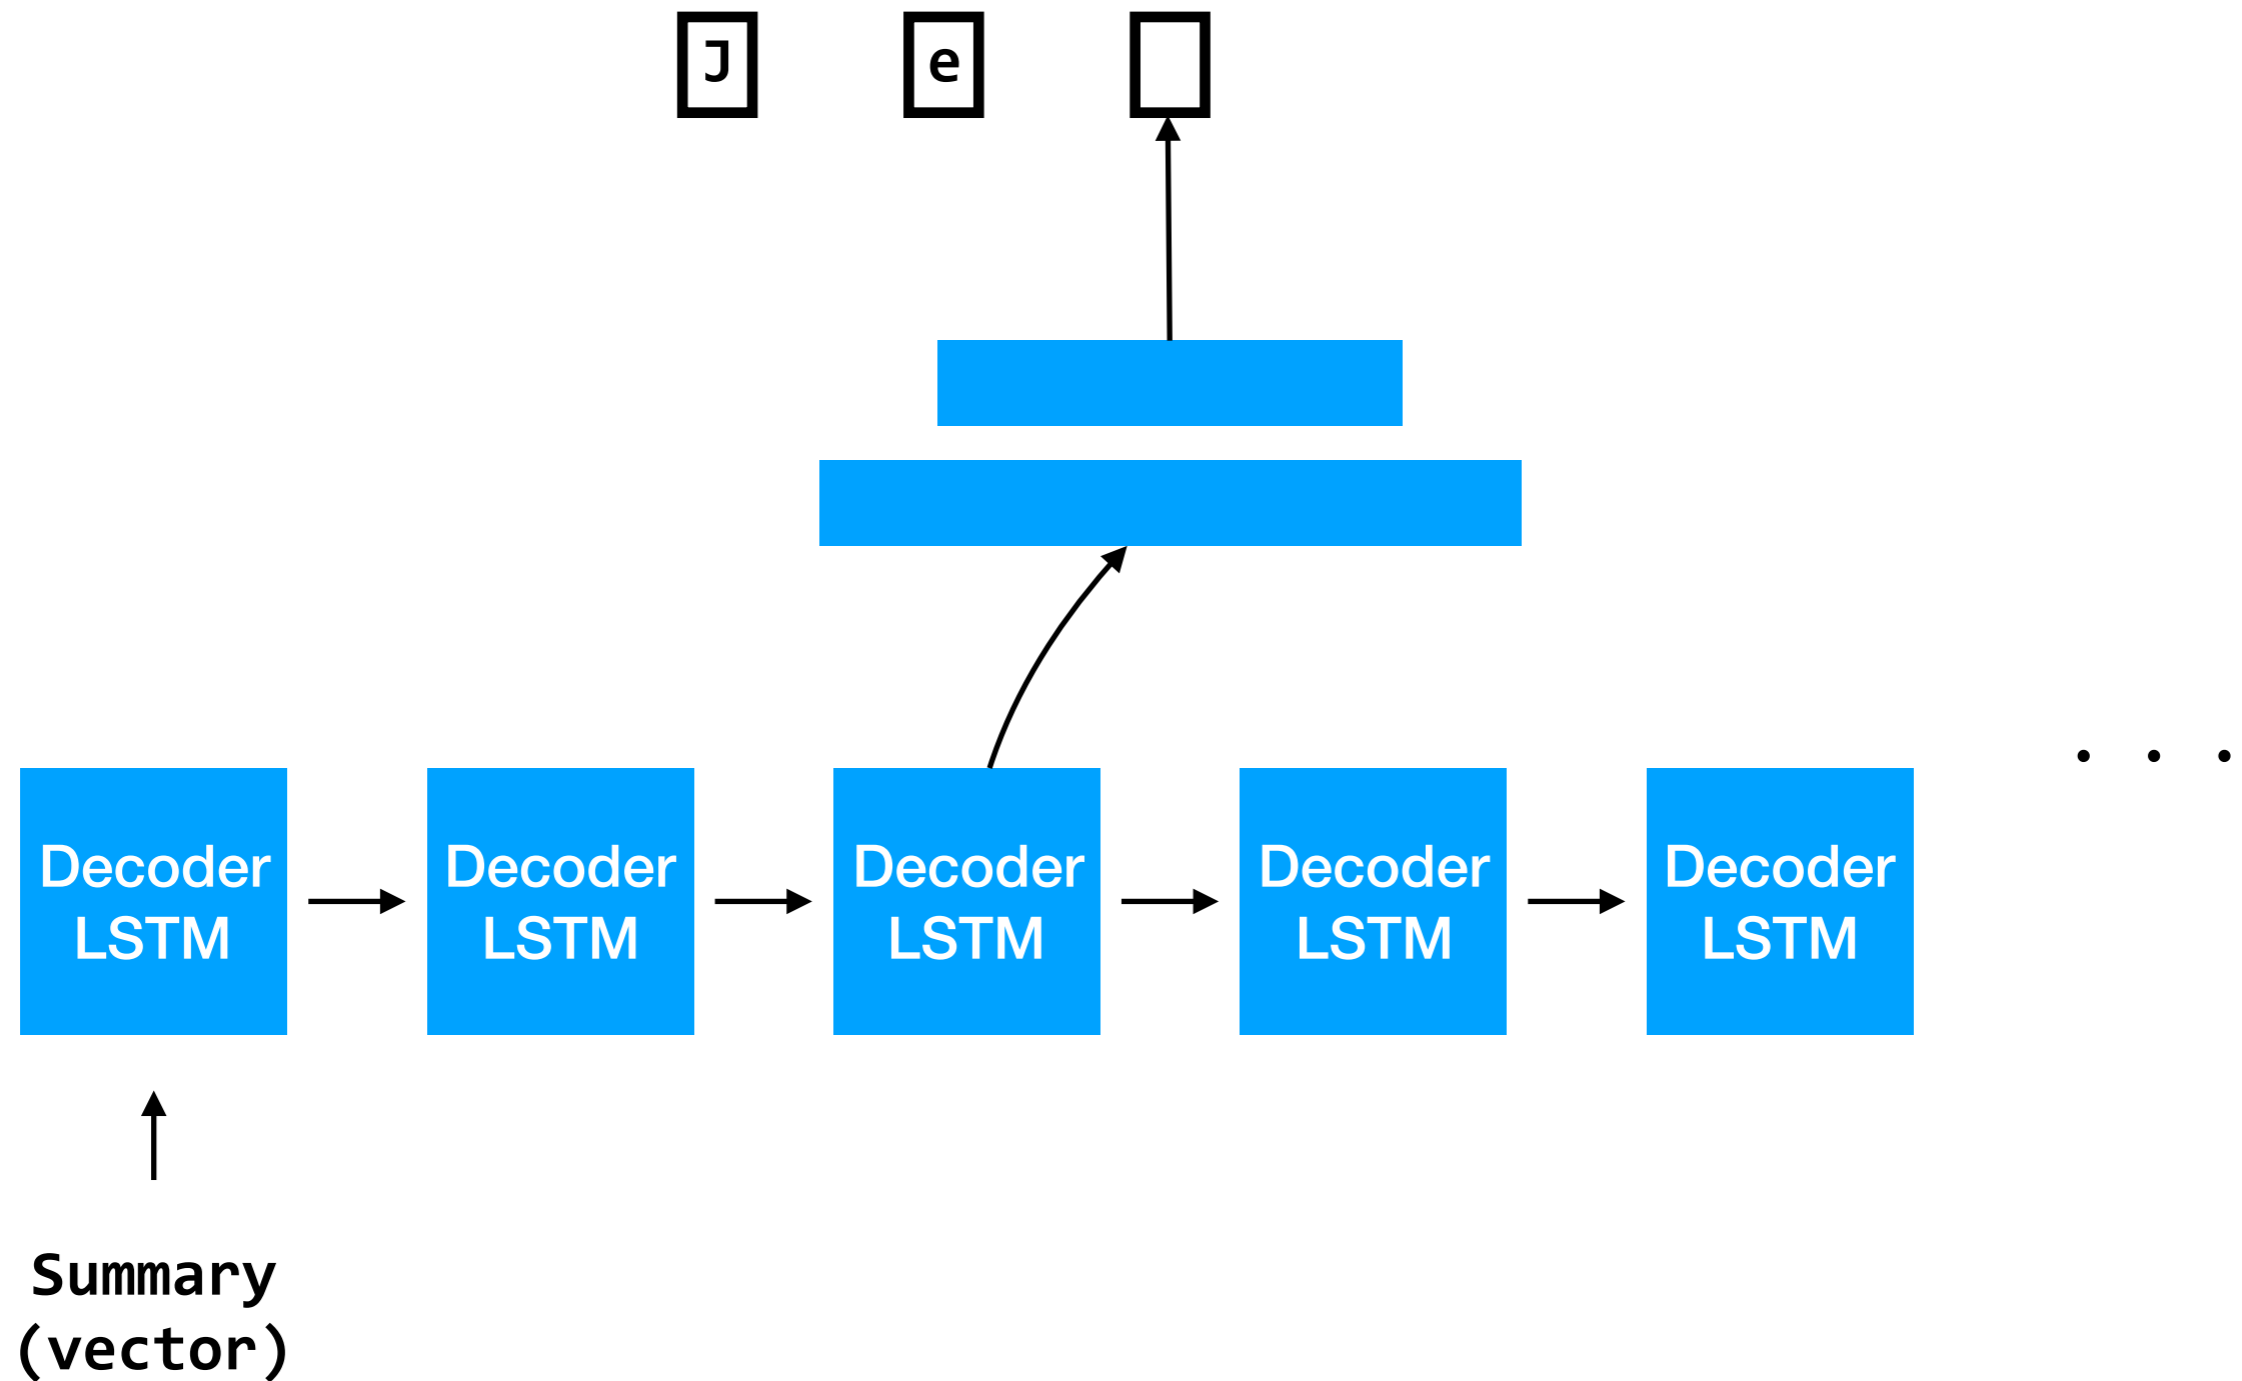 J
e
Decoder
LSTM
Decoder
LSTM
Decoder
LSTM
Decoder
LSTM
Decoder
LSTM
. . .
Summary
(vector)